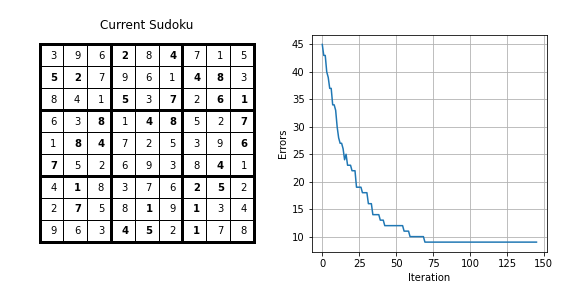 Current Sudoku
3 9 6 2 8 4 7 1 5
5 2 7 9 6 1 4 8 3
8 4 1 5 3 7 2 6 1
6 3 8 1 4 8 5 2 7
1 8 4 7 2 5 3 9 6
7 5 2 6 9 3 8 4 1
4 1 8 3 7 6 2 5 2
2 7 5 8 1 9 1 3 4
9 6 3 4 5 2 1 7 8
45
40
35
30
25
20
15
10
Errors
0 25 50 75 100 125 150
Iteration